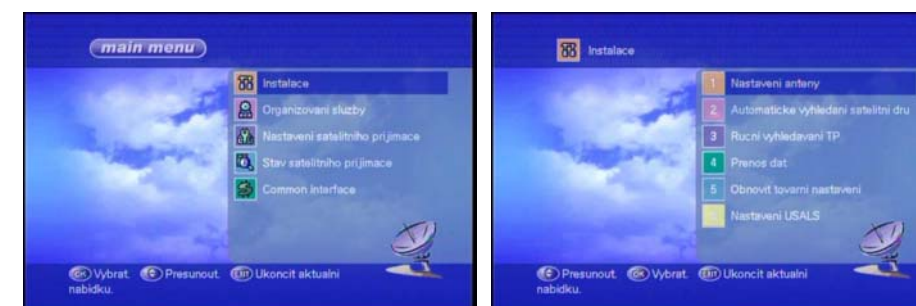 main menu
Instalace
Organizovani sluzby
Nastaveni satelitniho prijimace
Stav satelitniho prijimace
Common Interface
OK Vybrat. Presunout. EXIT Ukoncit aktualni
nabidku.
Instalace
1 Nastaveni anteny
2 Automaticke vyhledani satelitni dru
3 Rucni vyhledavani TP
4 Prenos dat
5 Obnovit tovarni nastaveni
Nastaveni USALS
Presunout. OK Vybrat. EXIT Ukoncit aktualni
nabidku.